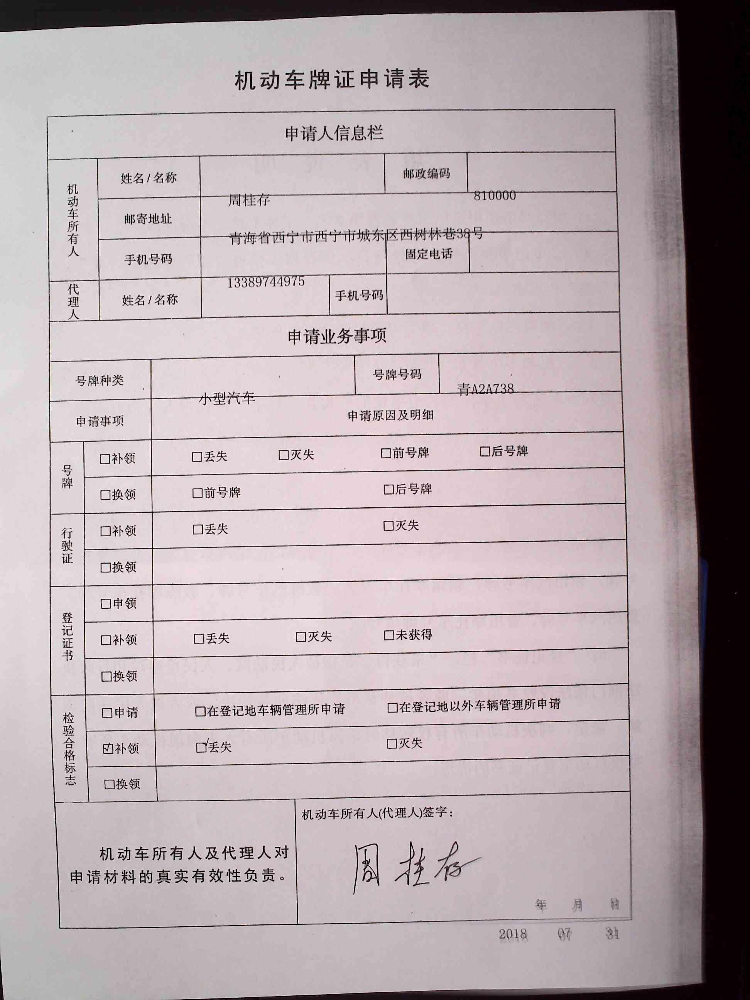 机动车牌证申请表
申请人信息栏
机动车所有人
姓名/名称
周桂存
邮政编码
810000
邮寄地址
青海省西宁市西宁市城东区西树林巷38号
手机号码
13389744975
固定电话
代理人
姓名/名称
手机号码
申请业务事项
号牌种类
小型汽车
号牌号码
青A2A738
申请事项
申请原因及明细
号牌
□补领 □丢失 □灭失 □前号牌 □后号牌
□换领 □前号牌 □后号牌
行驶证
□补领 □丢失 □灭失
□换领
登记证书
□申领
□补领 □丢失 □灭失 □未获得
□换领
检验合格标志
□申请 □在登记地车辆管理所申请 □在登记地以外车辆管理所申请
☑补领 ☑丢失 □灭失
□换领
机动车所有人及代理人对
申请材料的真实有效性负责。
机动车所有人(代理人)签字：
周桂存
年 月 日
2018 07 31